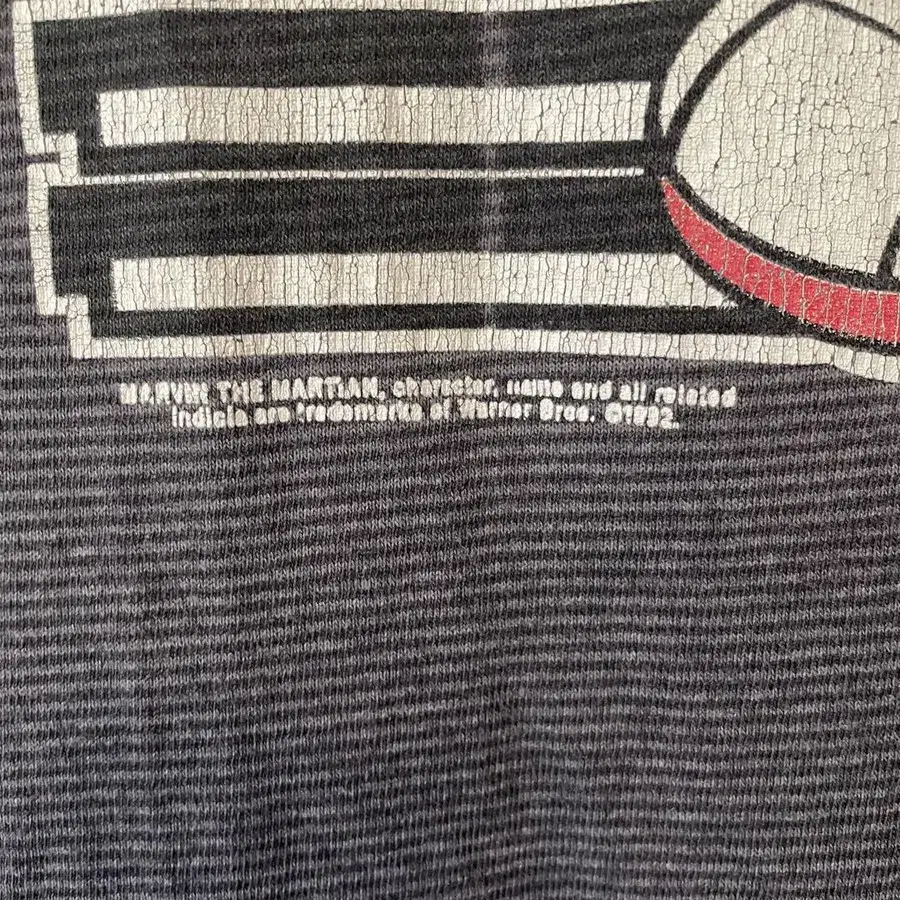 MARVIN THE MARTIAN, character, name and all related
indicia are trademarks of Warner Bros. ©1992.